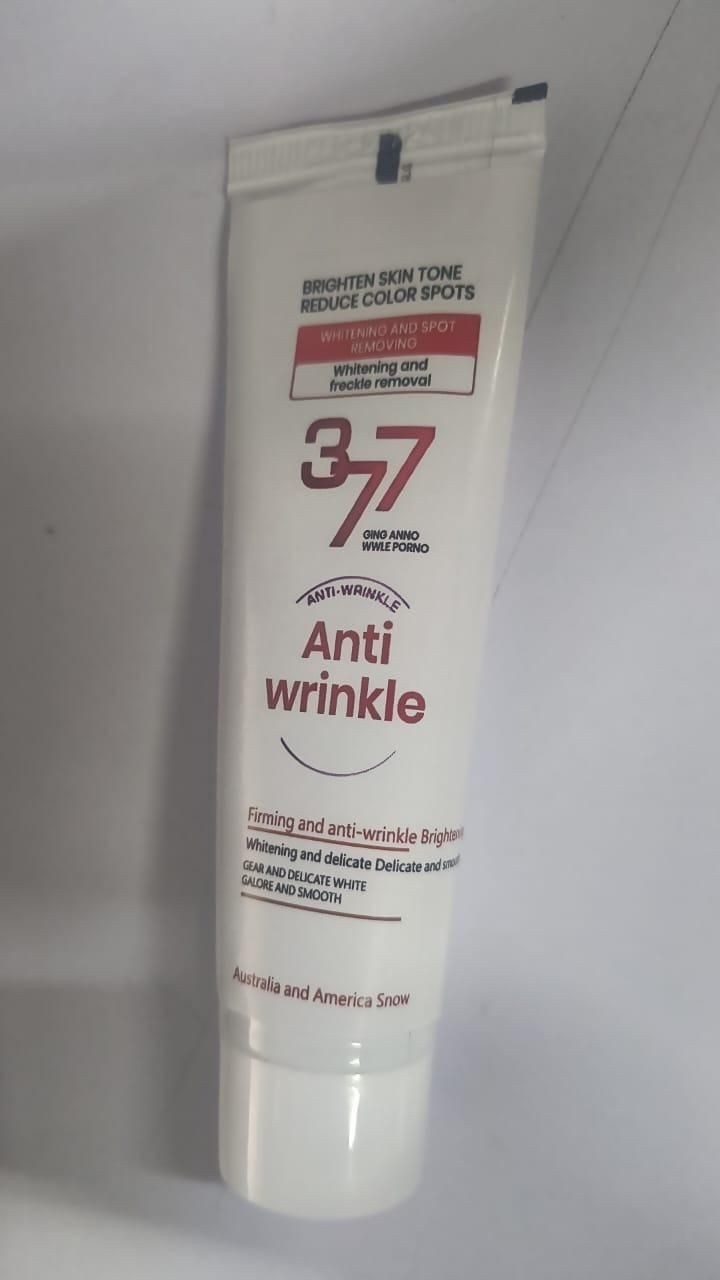 BRIGHTEN SKIN TONE
REDUCE COLOR SPOTS
WHITENING AND SPOT
REMOVING
Whitening and
freckle removal
377
GING ANNO
WWLE PORNO
ANTI-WRINKLE
Anti
wrinkle
Firming and anti-wrinkle
Whitening and delicate Delicate and
GEAR AND DELICATE WHITE
GALORE AND SMOOTH
Australia and America Snow